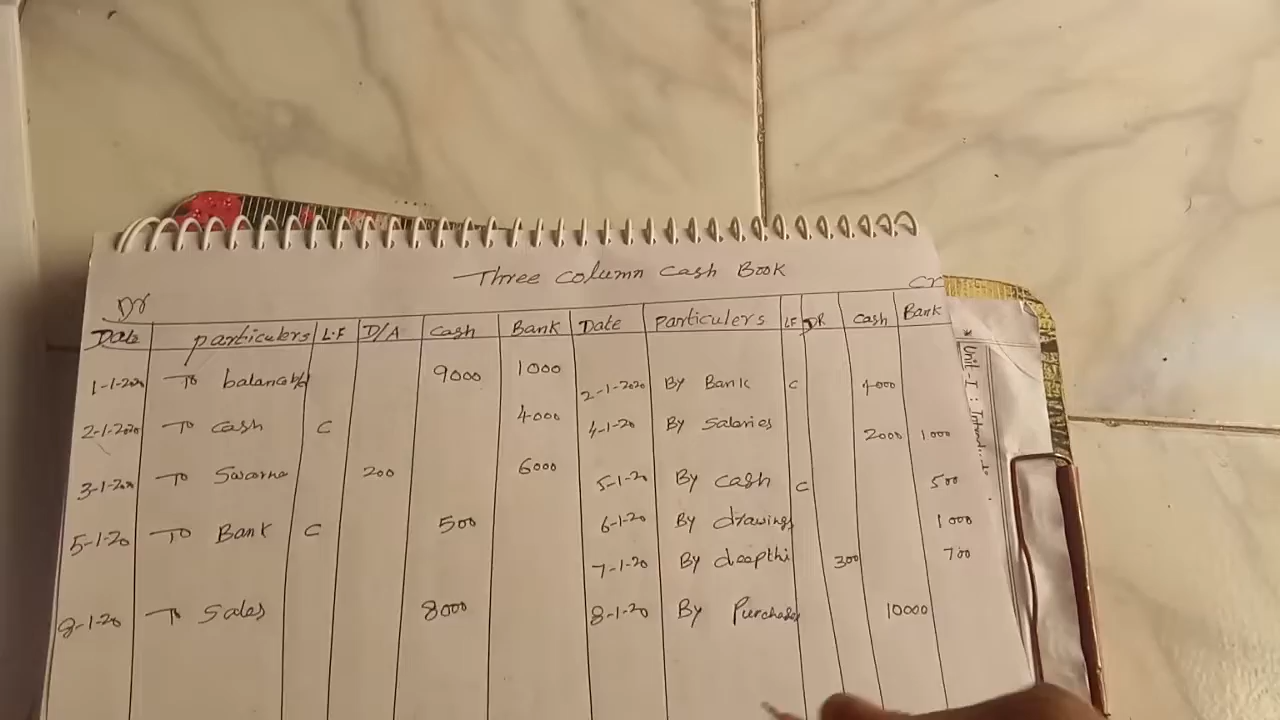 Three Column Cash Book
Dr Cr
Date particulers L.F D/A Cash Bank Date particulers LF DR Cash Bank
1-1-20 To balance b/d 9000 1000 2-1-2020 By Bank C 4000
2-1-2020 To Cash C 4000 4-1-20 By Salaries 2000 1000
3-1-20 To Swarna 200 6000 5-1-20 By Cash C 500
5-1-20 To Bank C 500 6-1-20 By drawings 1000
7-1-20 By deepthi 300 700
8-1-20 To Sales 8000 8-1-20 By Purchases 10000
Unit-I :